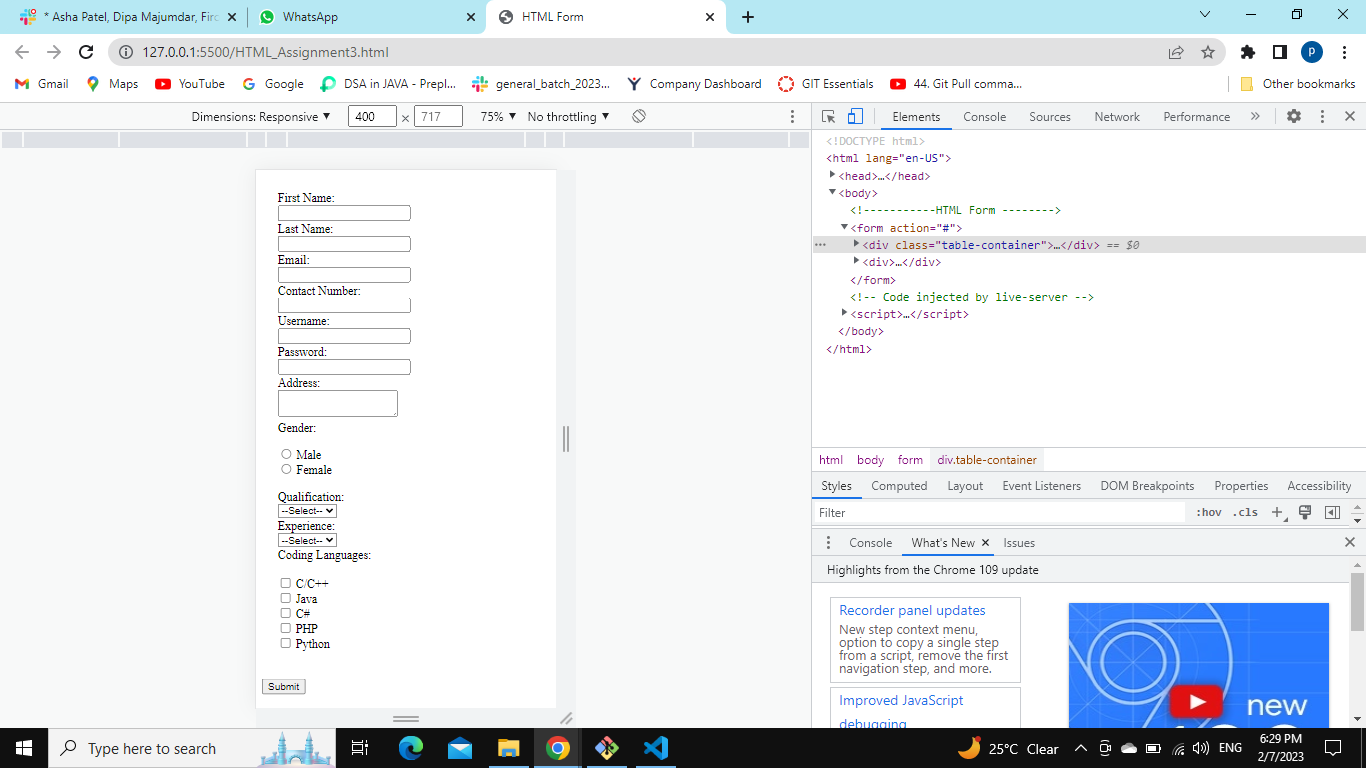 * Asha Patel, Dipa Majumdar, Firo
WhatsApp
HTML Form
127.0.0.1:5500/HTML_Assignment3.html
P
Gmail
Maps
YouTube
Google
DSA in JAVA - Prepl...
general_batch_2023...
Company Dashboard
GIT Essentials
44. Git Pull comma...
Other bookmarks
Dimensions: Responsive ▼ 400 × 717 75% ▼ No throttling ▼
First Name:
Last Name:
Email:
Contact Number:
Username:
Password:
Address:
Gender:
Male
Female
Qualification:
--Select--
Experience:
--Select--
Coding Languages:
C/C++
Java
C#
PHP
Python
Submit
Elements Console Sources Network Performance »
<!DOCTYPE html>
<html lang="en-US">
<head>…</head>
<body>
<!-----------HTML Form -------->
<form action="#">
<div class="table-container">…</div> == $0
<div>…</div>
</form>
<!-- Code injected by live-server -->
<script>…</script>
</body>
</html>
html body form div.table-container
Styles Computed Layout Event Listeners DOM Breakpoints Properties Accessibility
Filter :hov .cls +
Console What's New Issues
Highlights from the Chrome 109 update
Recorder panel updates
New step context menu,
option to copy a single step
from a script, remove the first
navigation step, and more.
Improved JavaScript
debugging
new
Type here to search
25°C Clear
ENG
6:29 PM
2/7/2023